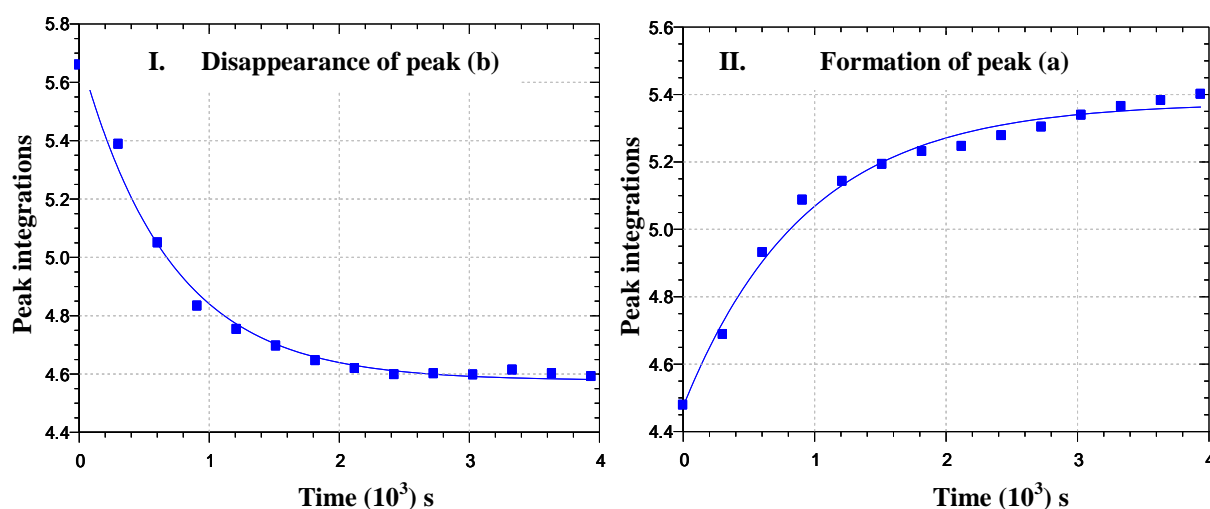 I. Disappearance of peak (b)
5.8
5.6
5.4
5.2
5.0
4.8
4.6
4.4
Peak integrations
0 1 2 3 4
Time (10³) s
II. Formation of peak (a)
5.6
5.4
5.2
5.0
4.8
4.6
4.4
Peak integrations
0 1 2 3 4
Time (10³) s